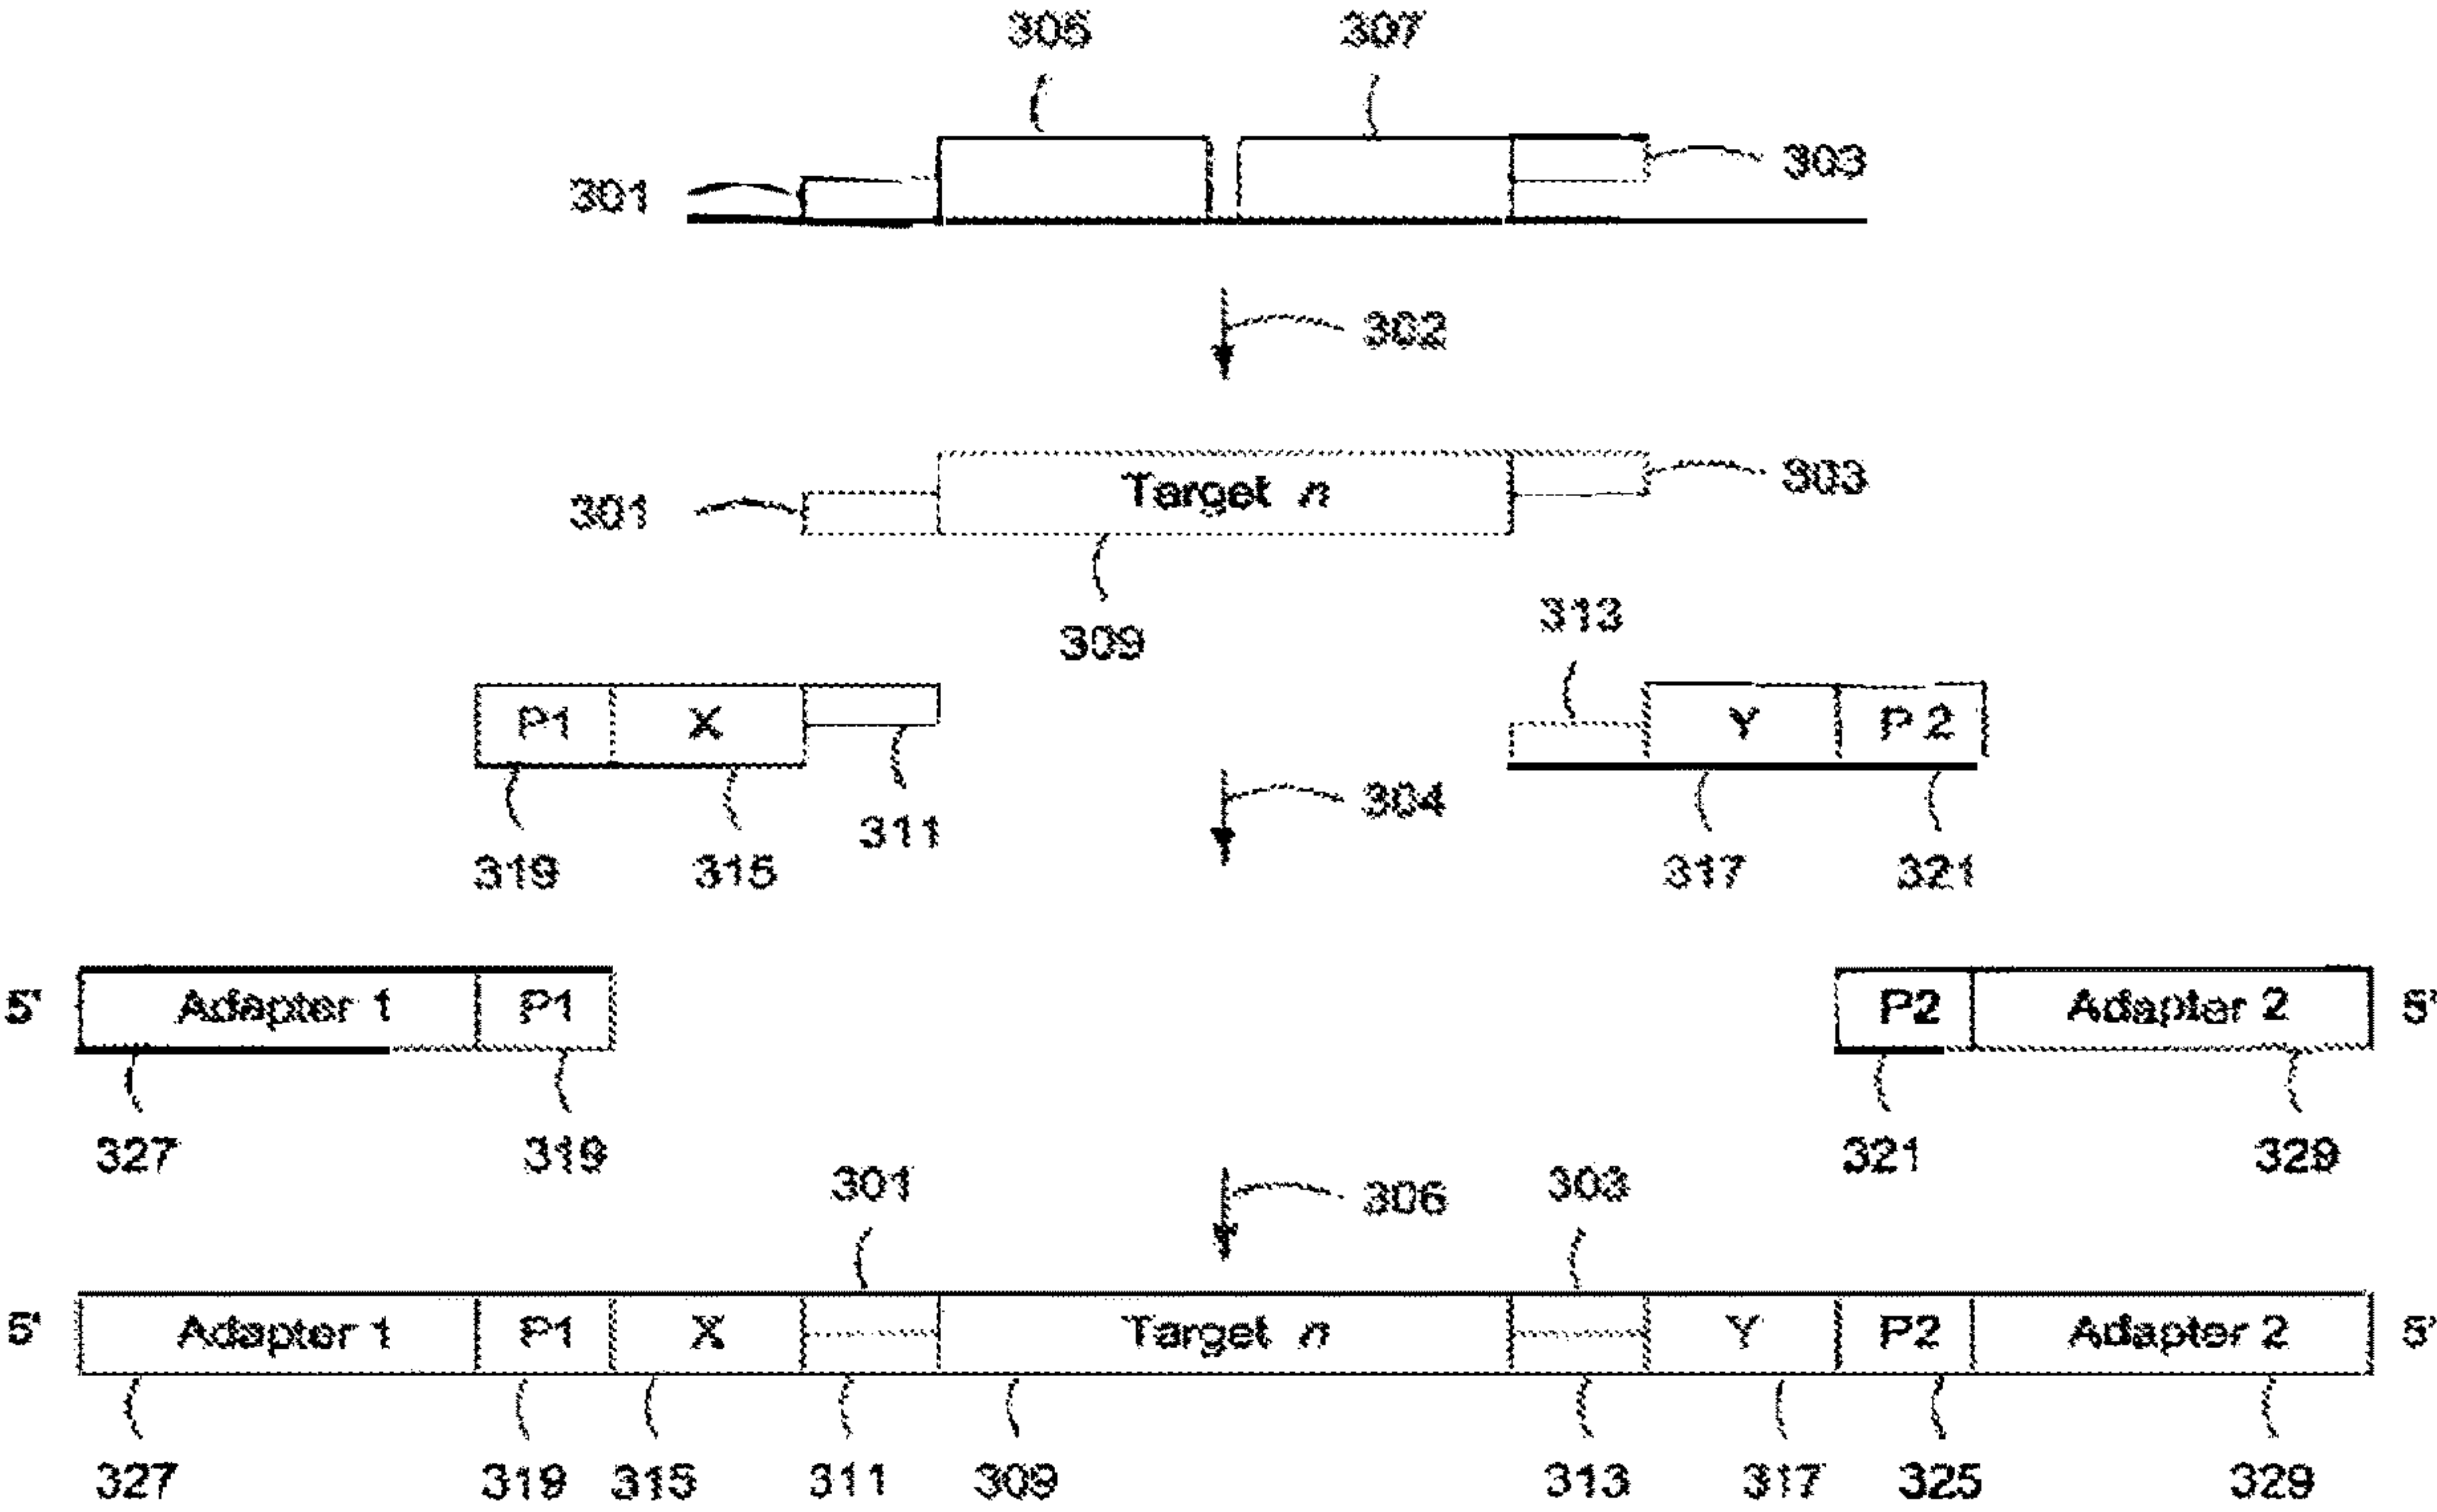 305 307
301 303
302
301 Target n 303
309 313
P1 X Y P 2
304
311
319 315 317 321
5' Adapter 1 P1 P2 Adapter 2 5'
327 319 321 329
301 306 303
5' Adapter 1 P1 X Target n Y P2 Adapter 2 5'
327 319 315 311 309 313 317 325 329